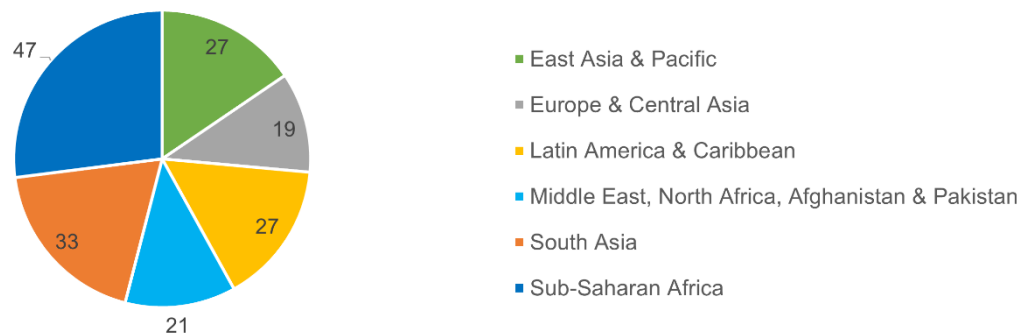 47
27
19
27
21
33
East Asia & Pacific
Europe & Central Asia
Latin America & Caribbean
Middle East, North Africa, Afghanistan & Pakistan
South Asia
Sub-Saharan Africa